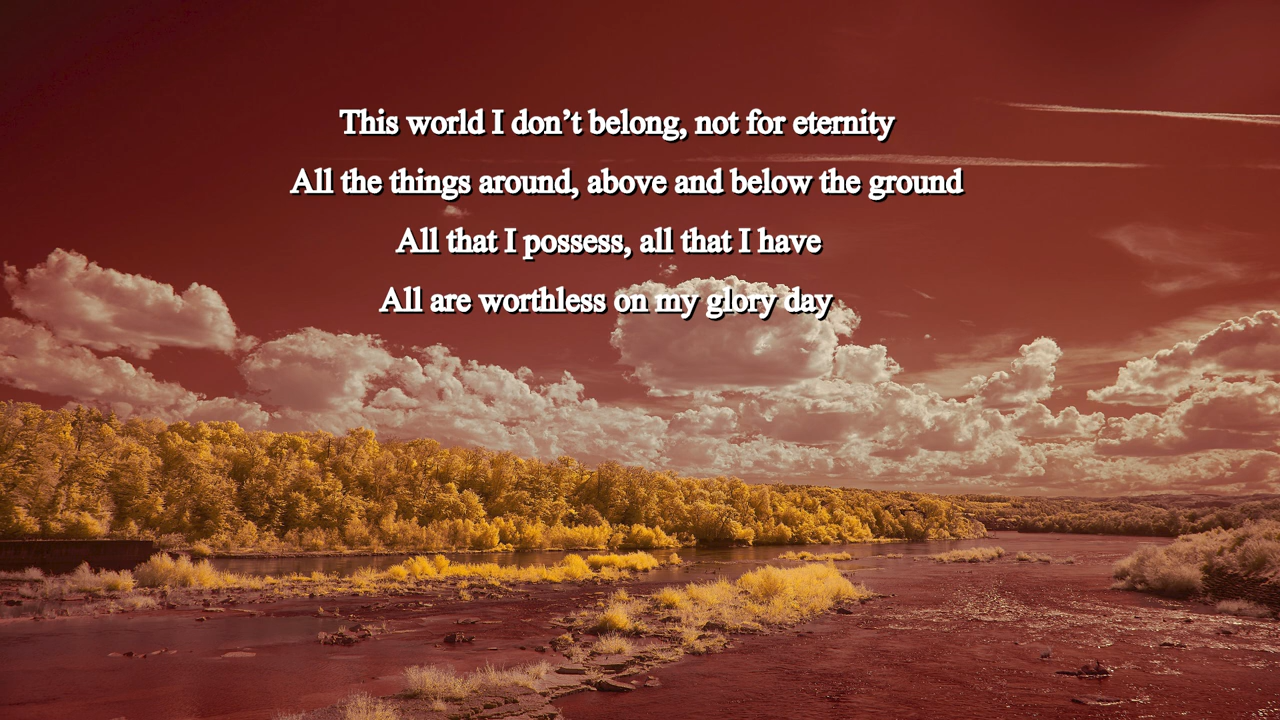 This world I don’t belong, not for eternity
All the things around, above and below the ground
All that I possess, all that I have
All are worthless on my glory day